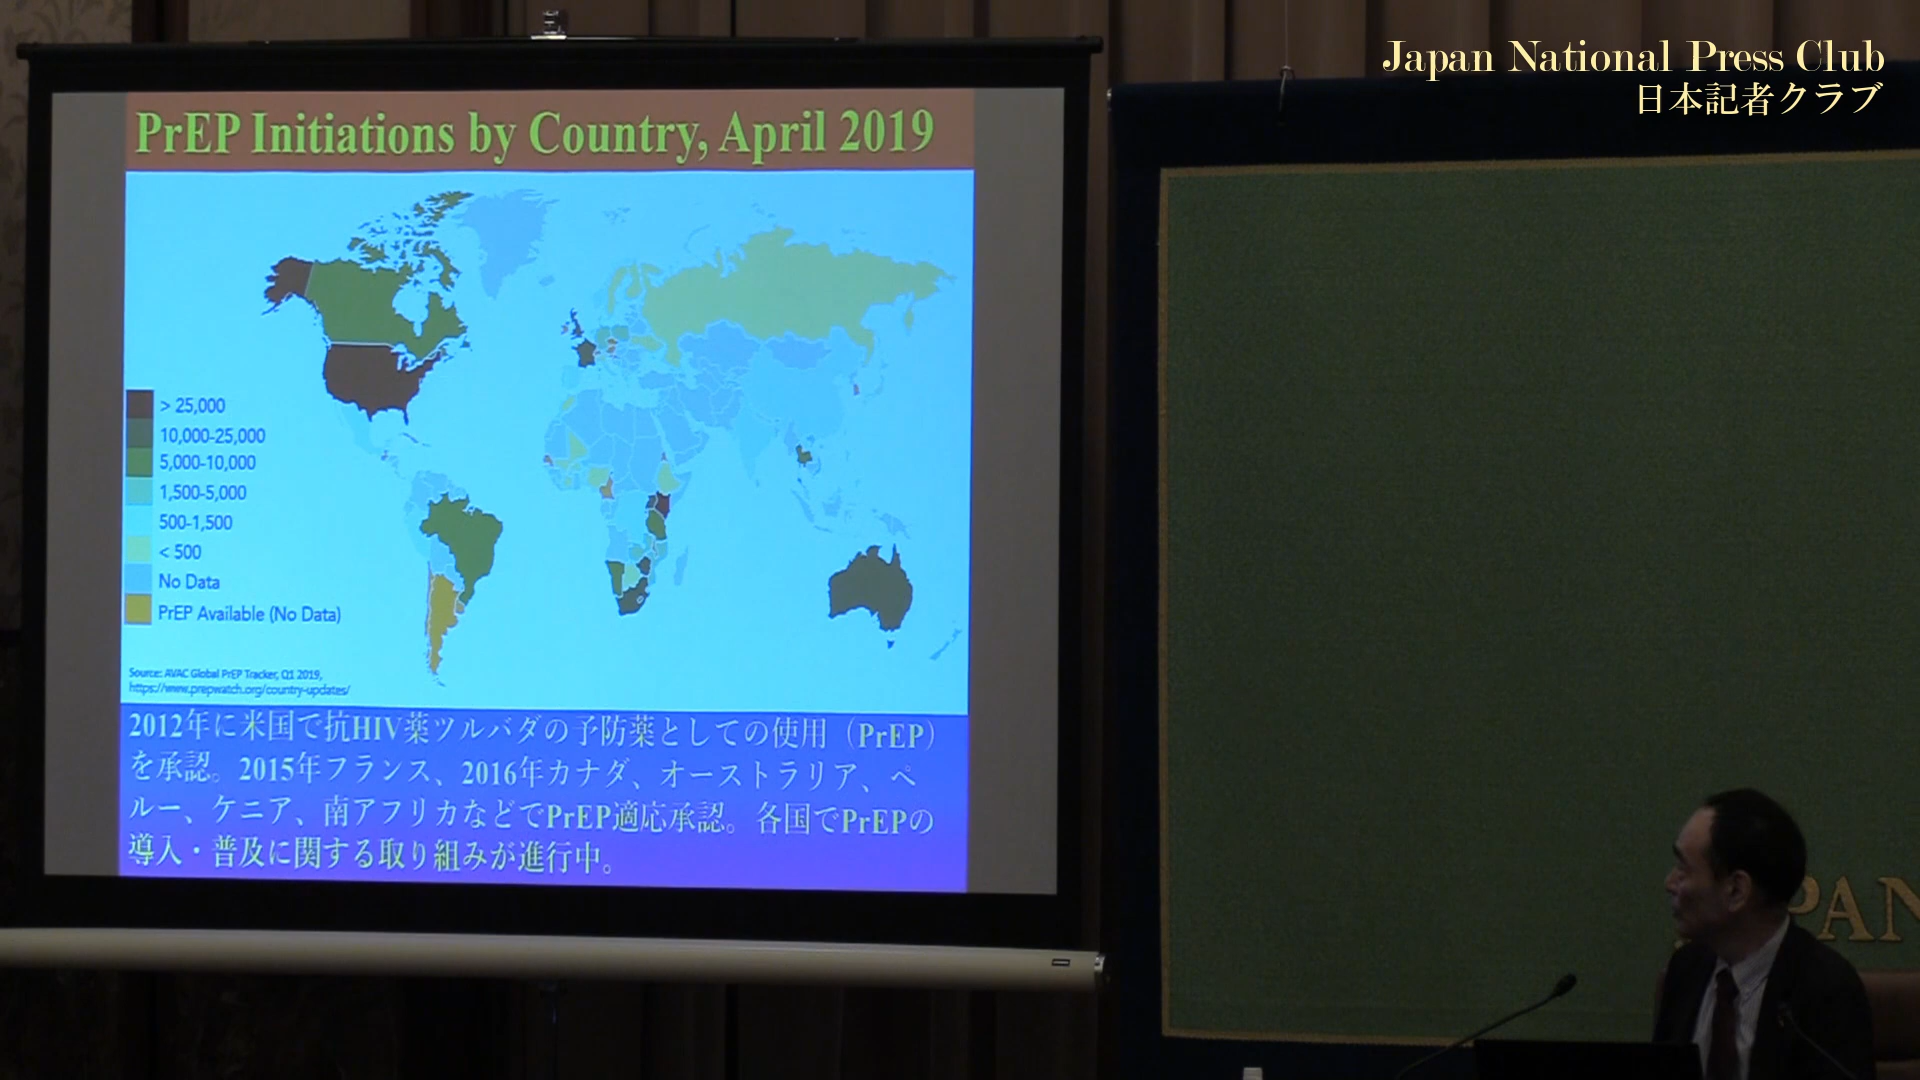 Japan National Press Club
日本記者クラブ
PrEP Initiations by Country, April 2019
> 25,000
10,000-25,000
5,000-10,000
1,500-5,000
500-1,500
< 500
No Data
PrEP Available (No Data)
Source: AVAC Global PrEP Tracker, Q1 2019,
https://www.prepwatch.org/country-updates/
2012年に米国で抗HIV薬ツルバダの予防薬としての使用（PrEP）
を承認。2015年フランス、2016年カナダ、オーストラリア、ペ
ルー、ケニア、南アフリカなどでPrEP適応承認。各国でPrEPの
導入・普及に関する取り組みが進行中。
PAN